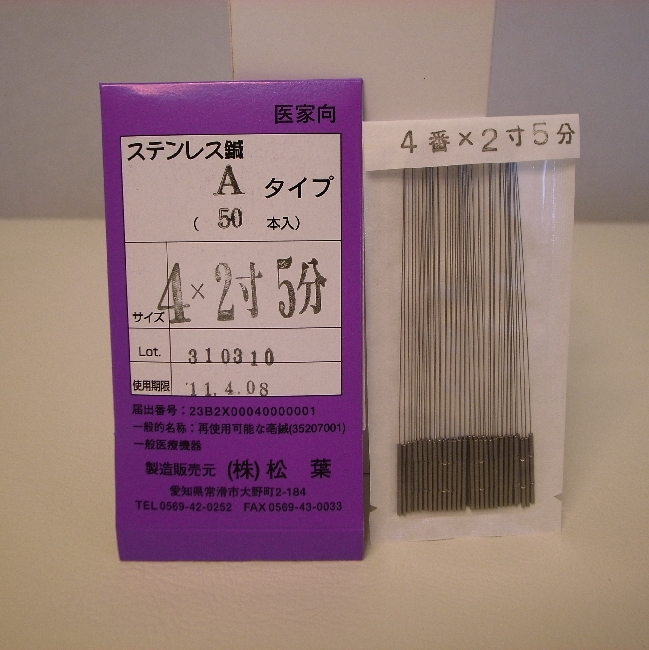 医家向
ステンレス鍼
A タイプ
( 50 本入)
サイズ 4×2寸5分
Lot. 310310
使用期限 11.4.08
届出番号：23B2X00040000001
一般的名称：再使用可能な毫鍼(35207001)
一般医療機器
製造販売元 (株)松 葉
愛知県常滑市大野町2-184
TEL 0569-42-0252 FAX 0569-43-0033
4番×2寸5分